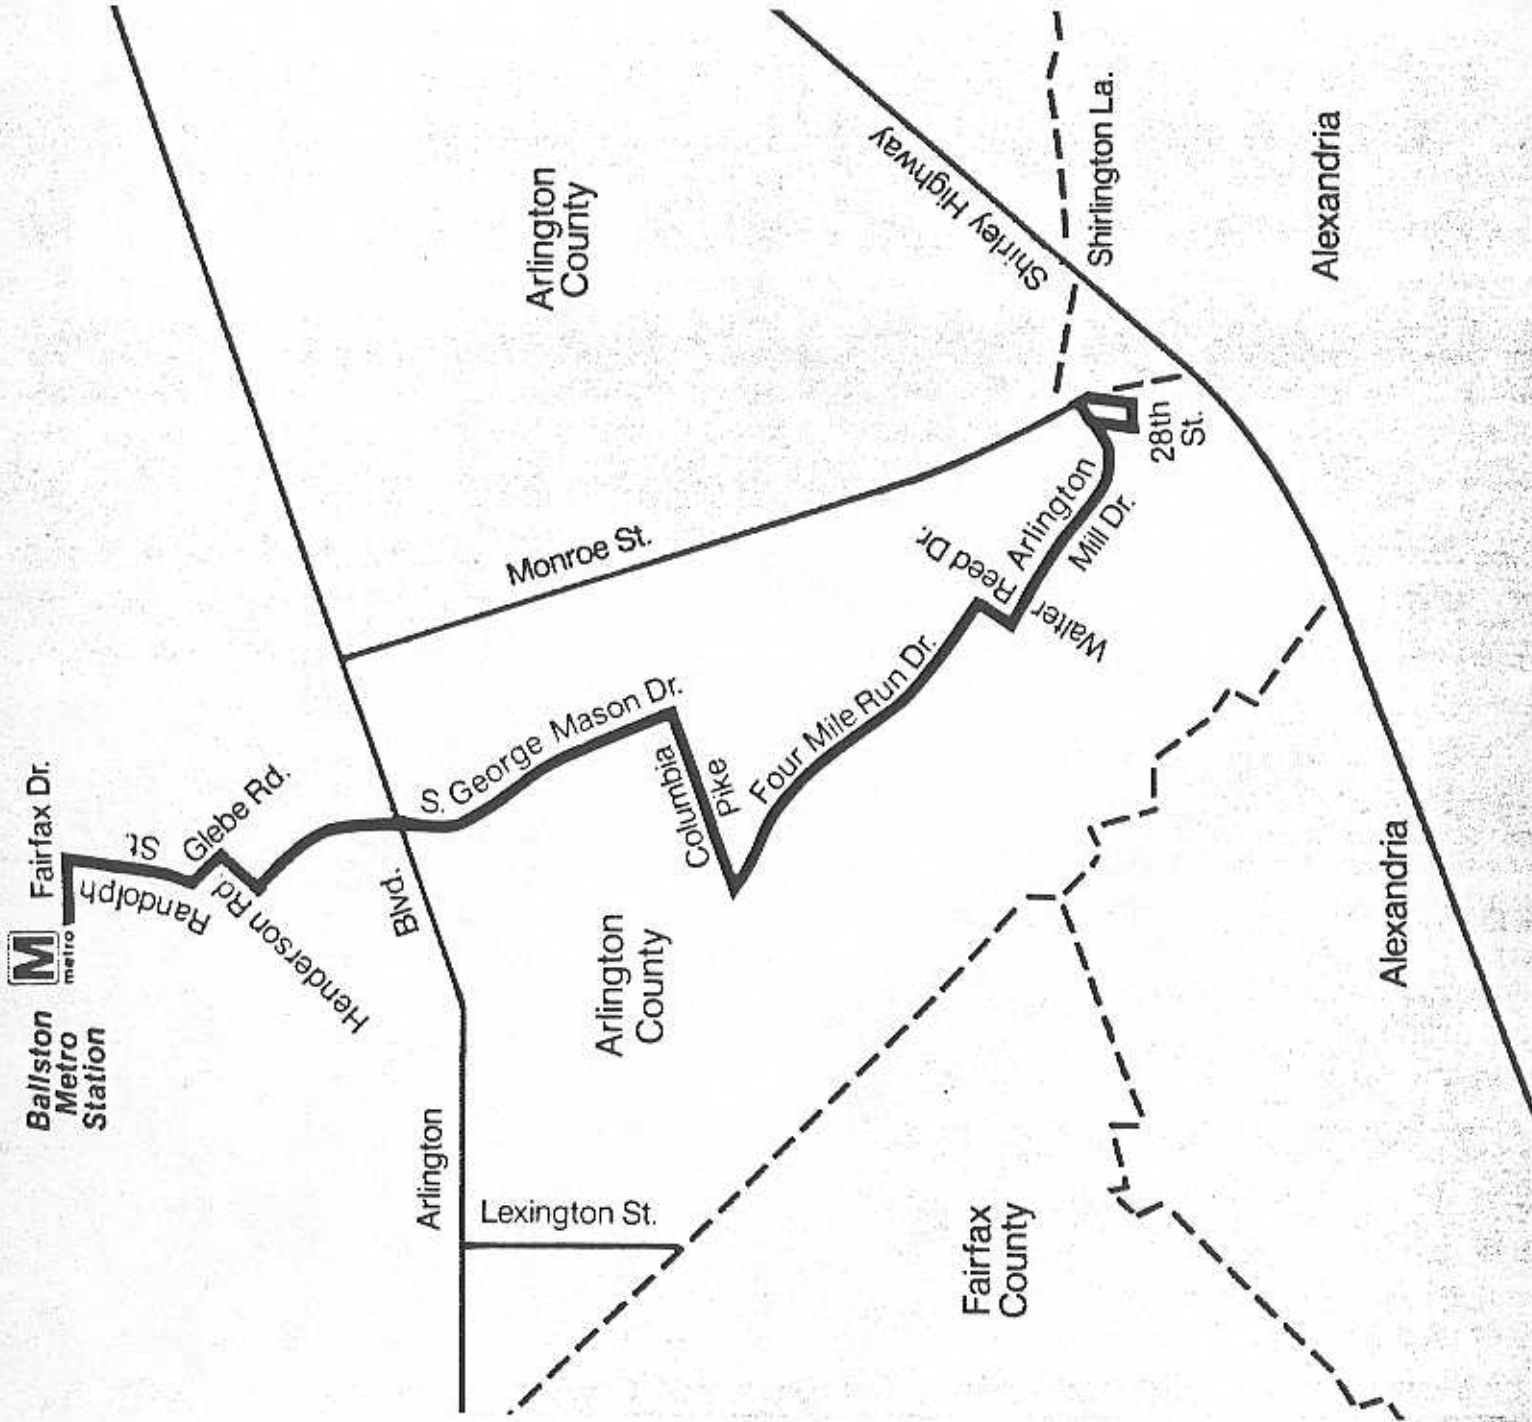 Ballston
Metro
Station
M
metro
Fairfax Dr.
Randolph
St.
Glebe Rd.
Henderson Rd.
Arlington
Blvd.
Lexington St.
S. George Mason Dr.
Monroe St.
Arlington
County
Arlington
County
Columbia
Pike
Four Mile Run Dr.
Walter
Reed Dr.
Arlington
Mill Dr.
28th
St.
Shirley Highway
Shirlington La.
Alexandria
Fairfax
County
Alexandria